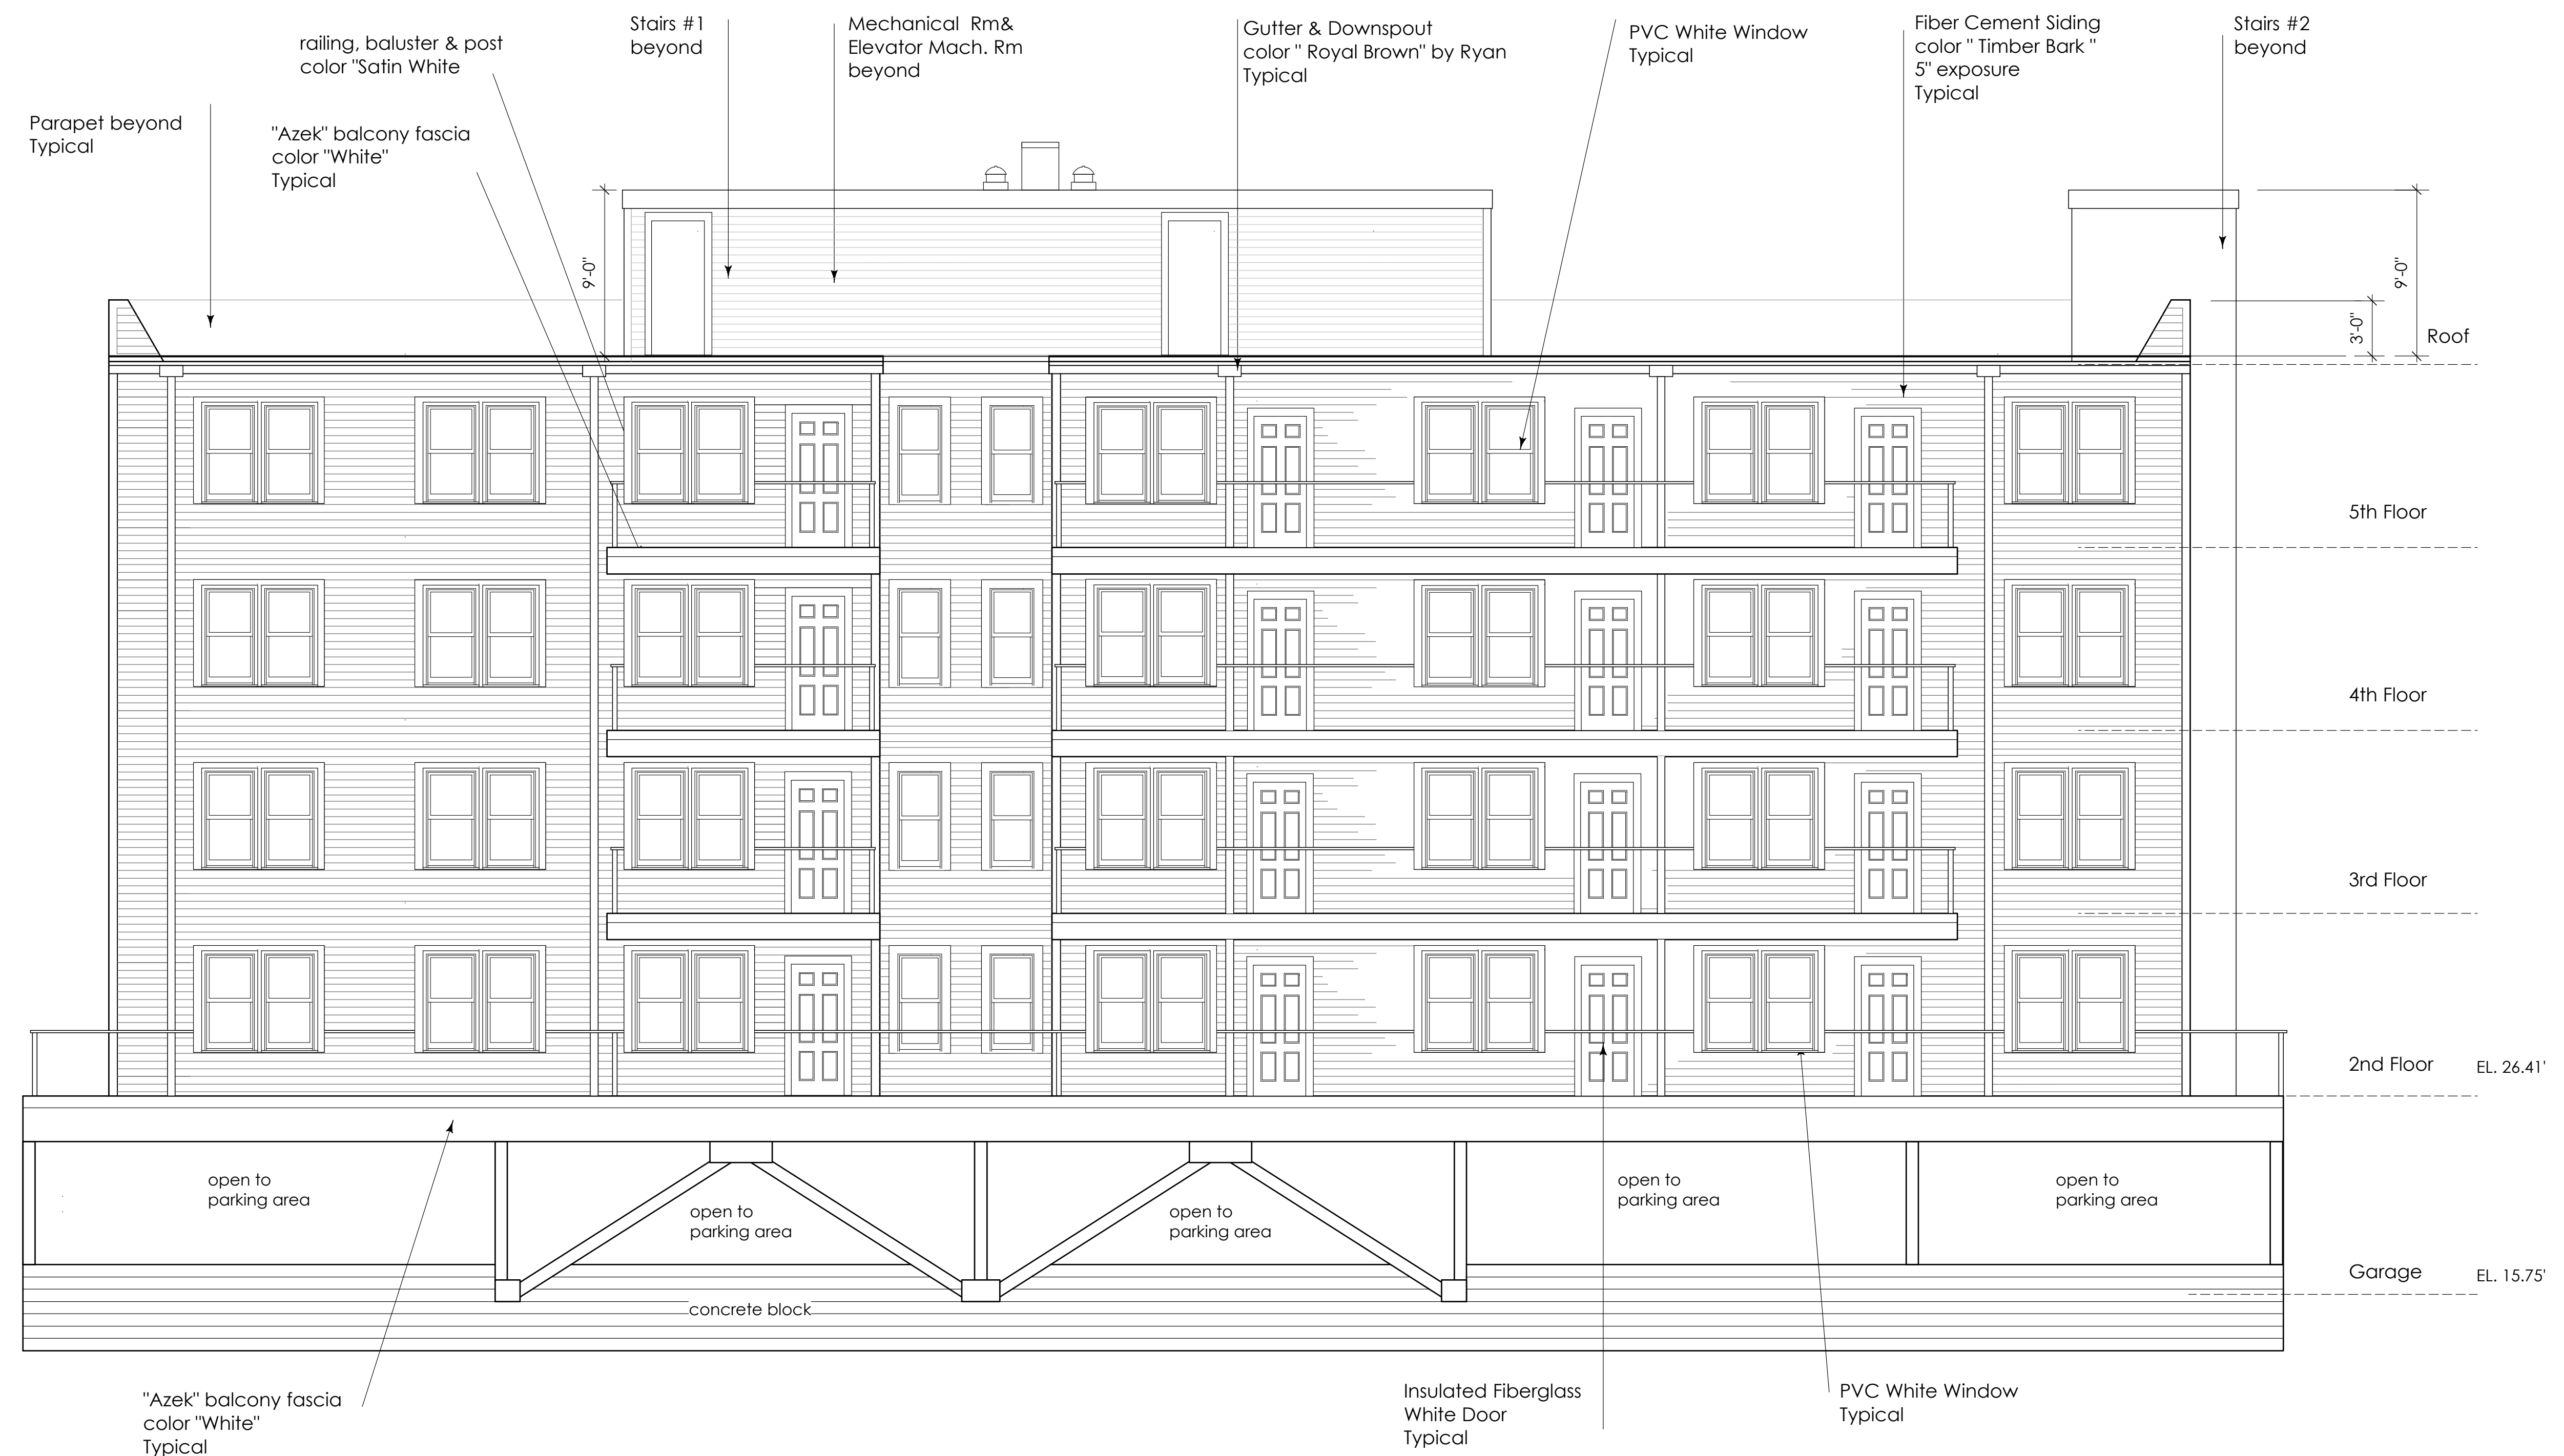 Stairs #1
beyond
Mechanical  Rm&
Elevator Mach. Rm
beyond
Gutter & Downspout
color " Royal Brown" by Ryan
Typical
PVC White Window
Typical
Fiber Cement Siding
color " Timber Bark "
5" exposure
Typical
Stairs #2
beyond
railing, baluster & post
color "Satin White
Parapet beyond
Typical
"Azek" balcony fascia
color "White"
Typical
9'-0"
9'-0"
3'-0"
Roof
5th Floor
4th Floor
3rd Floor
2nd Floor
EL. 26.41'
open to
parking area
open to
parking area
open to
parking area
open to
parking area
open to
parking area
Garage
EL. 15.75'
concrete block
"Azek" balcony fascia
color "White"
Typical
Insulated Fiberglass
White Door
Typical
PVC White Window
Typical